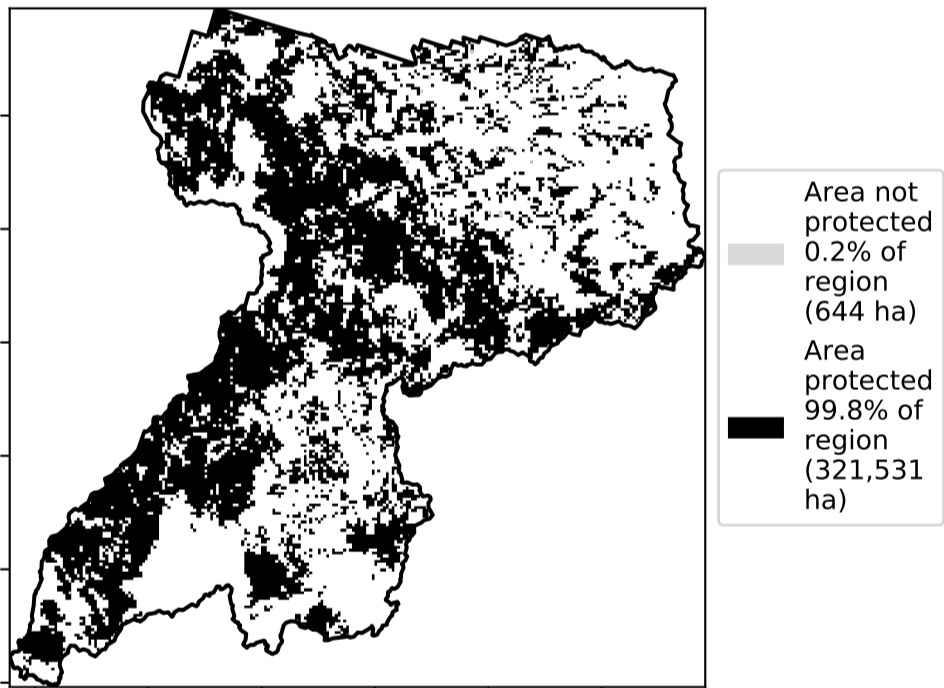 Area not
protected
0.2% of
region
(644 ha)
Area
protected
99.8% of
region
(321,531
ha)